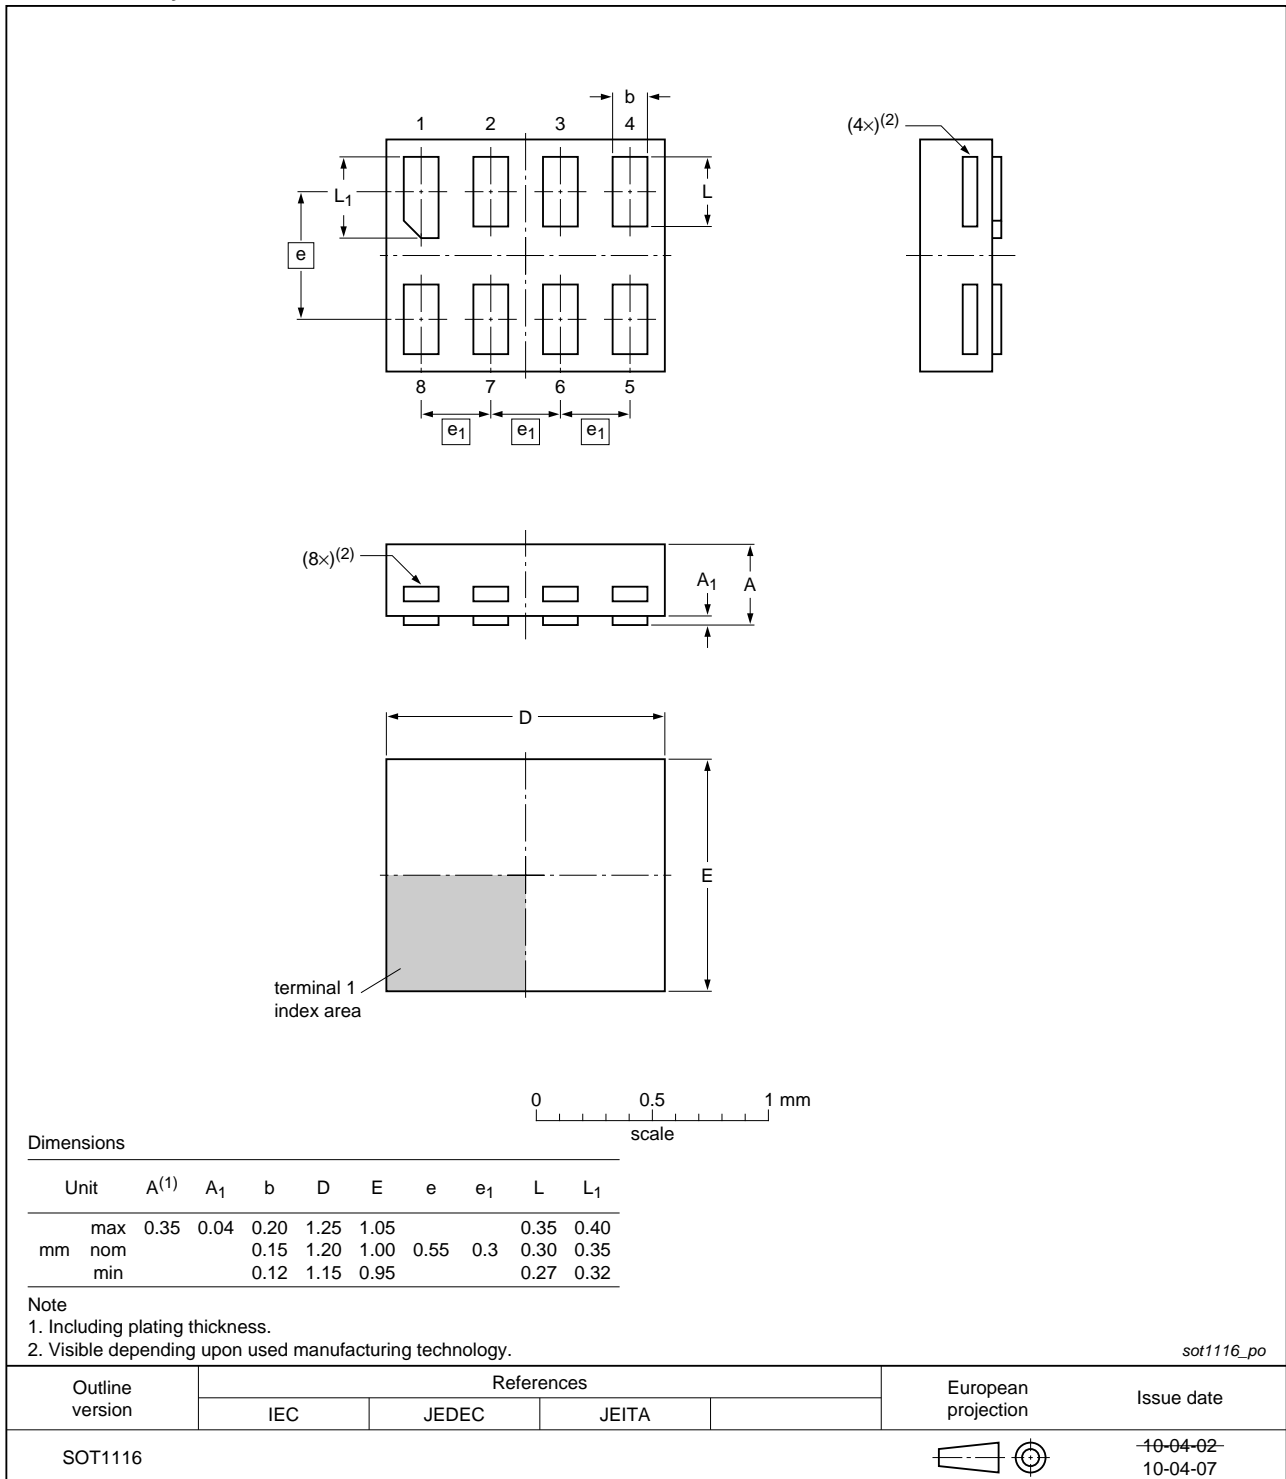 b
1 2 3 4
(4×)(2)
L1
L
e
8 7 6 5
e1 e1 e1
(8×)(2)
A1 A
D
E
terminal 1
index area
0 0.5 1 mm
scale
Dimensions
Unit A(1) A1 b D E e e1 L L1
max 0.35 0.04 0.20 1.25 1.05 0.35 0.40
mm nom 0.15 1.20 1.00 0.55 0.3 0.30 0.35
min 0.12 1.15 0.95 0.27 0.32
Note
1. Including plating thickness.
2. Visible depending upon used manufacturing technology.
sot1116_po
Outline version References European projection Issue date
IEC JEDEC JEITA
SOT1116 10-04-02
10-04-07